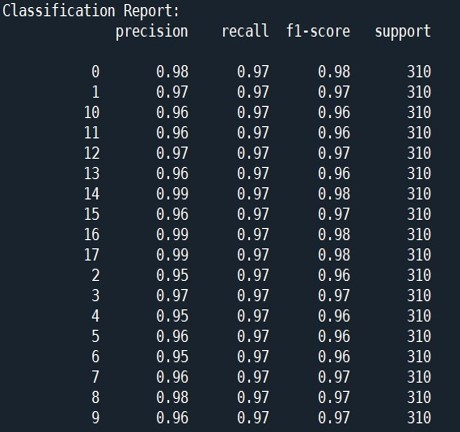 Classification Report:
precision recall f1-score support
0 0.98 0.97 0.98 310
1 0.97 0.97 0.97 310
10 0.96 0.97 0.96 310
11 0.96 0.97 0.96 310
12 0.97 0.97 0.97 310
13 0.96 0.97 0.96 310
14 0.99 0.97 0.98 310
15 0.96 0.97 0.97 310
16 0.99 0.97 0.98 310
17 0.99 0.97 0.98 310
2 0.95 0.97 0.96 310
3 0.97 0.97 0.97 310
4 0.95 0.97 0.96 310
5 0.96 0.97 0.96 310
6 0.95 0.97 0.96 310
7 0.96 0.97 0.97 310
8 0.98 0.97 0.97 310
9 0.96 0.97 0.97 310